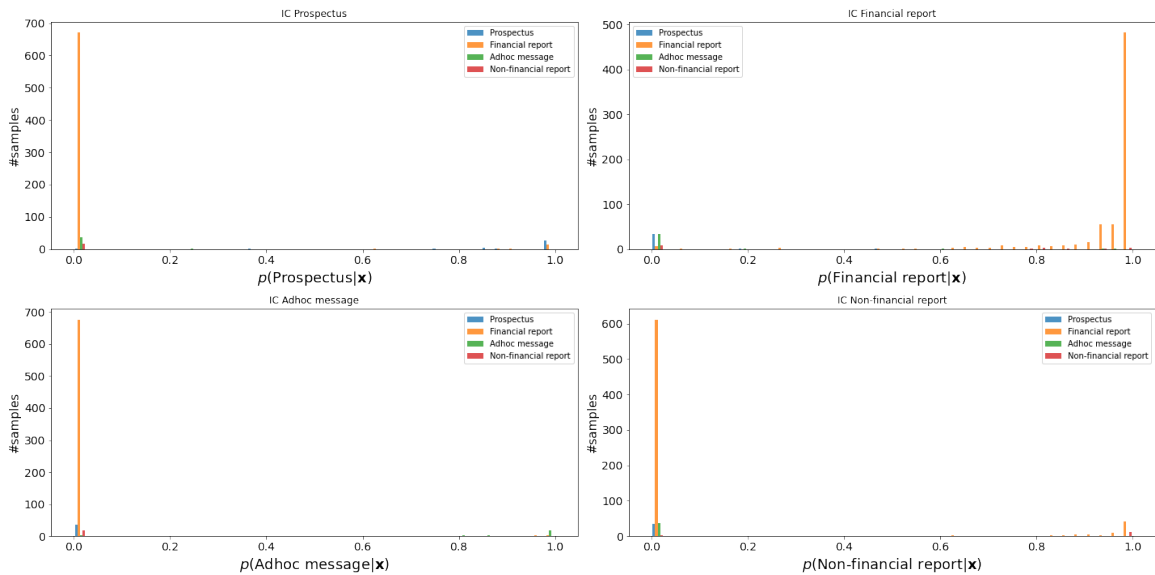 IC Prospectus
700
600
500
400
300
200
100
0
#samples
Prospectus
Financial report
Adhoc message
Non-financial report
0.0 0.2 0.4 0.6 0.8 1.0
p(Prospectus|x)
IC Financial report
500
400
300
200
100
0
#samples
Prospectus
Financial report
Adhoc message
Non-financial report
0.0 0.2 0.4 0.6 0.8 1.0
p(Financial report|x)
IC Adhoc message
700
600
500
400
300
200
100
0
#samples
Prospectus
Financial report
Adhoc message
Non-financial report
0.0 0.2 0.4 0.6 0.8 1.0
p(Adhoc message|x)
IC Non-financial report
600
500
400
300
200
100
0
#samples
Prospectus
Financial report
Adhoc message
Non-financial report
0.0 0.2 0.4 0.6 0.8 1.0
p(Non-financial report|x)